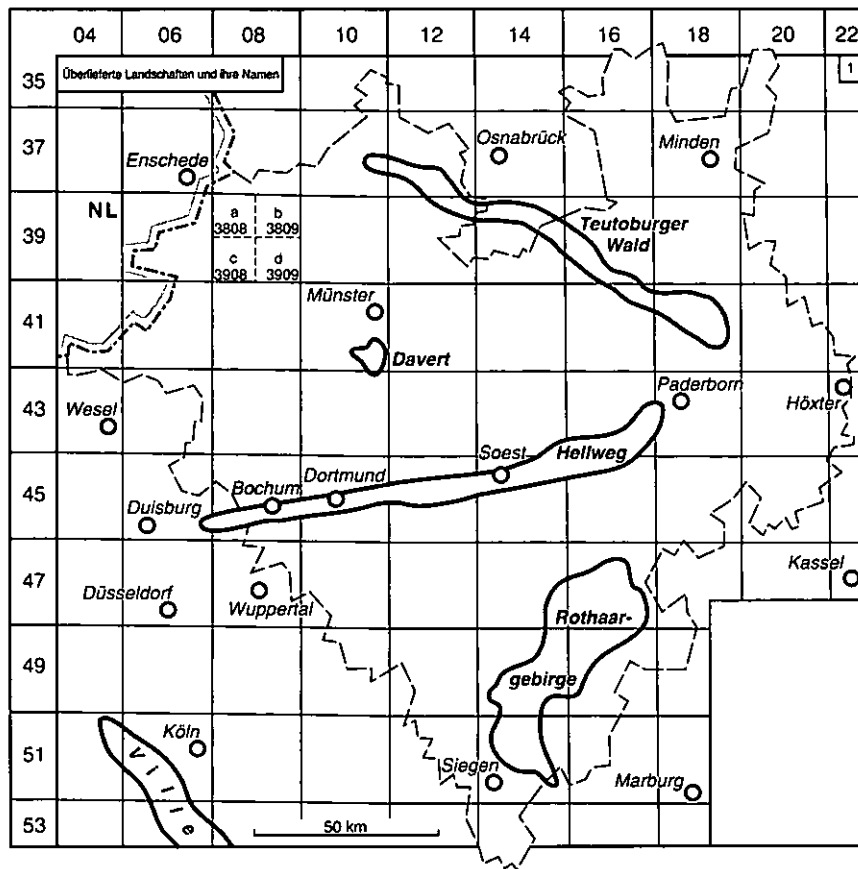 04 06 08 10 12 14 16 18 20 22
35
Überlieferte Landschaften und ihre Namen
1
37
Enschede
Osnabrück
Minden
NL
39
a b
3808 3809
c d
3908 3909
Teutoburger
Wald
41
Münster
Davert
43
Wesel
Paderborn
Höxter
45
Duisburg
Bochum
Dortmund
Soest
Hellweg
47
Düsseldorf
Wuppertal
Kassel
Rothaar-
49
gebirge
51
Köln
Ville
Siegen
Marburg
53
50 km